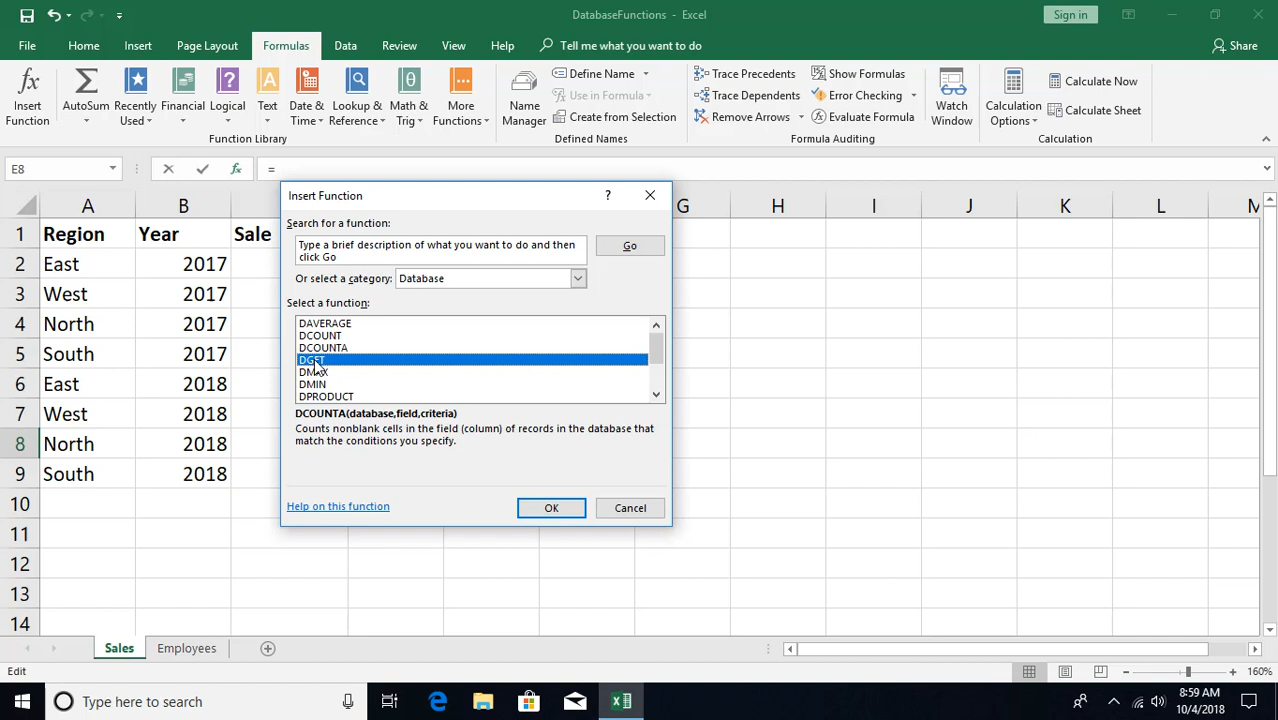 DatabaseFunctions - Excel
Sign in
File Home Insert Page Layout Formulas Data Review View Help Tell me what you want to do Share
Insert Function
AutoSum
Recently Used
Financial
Logical
Text
Date & Time
Lookup & Reference
Math & Trig
More Functions
Function Library
Name Manager
Define Name
Use in Formula
Create from Selection
Defined Names
Trace Precedents
Trace Dependents
Remove Arrows
Show Formulas
Error Checking
Evaluate Formula
Formula Auditing
Watch Window
Calculation Options
Calculate Now
Calculate Sheet
Calculation
E8 fx =
A B G H I J K L M
1 Region Year Sale
2 East 2017
3 West 2017
4 North 2017
5 South 2017
6 East 2018
7 West 2018
8 North 2018
9 South 2018
10
11
12
13
14
Insert Function ?
Search for a function:
Type a brief description of what you want to do and then
click Go
Go
Or select a category: Database
Select a function:
DAVERAGE
DCOUNT
DCOUNTA
DGET
DMAX
DMIN
DPRODUCT
DCOUNTA(database,field,criteria)
Counts nonblank cells in the field (column) of records in the database that
match the conditions you specify.
Help on this function
OK Cancel
Sales Employees
Edit 160%
Type here to search
8:59 AM
10/4/2018